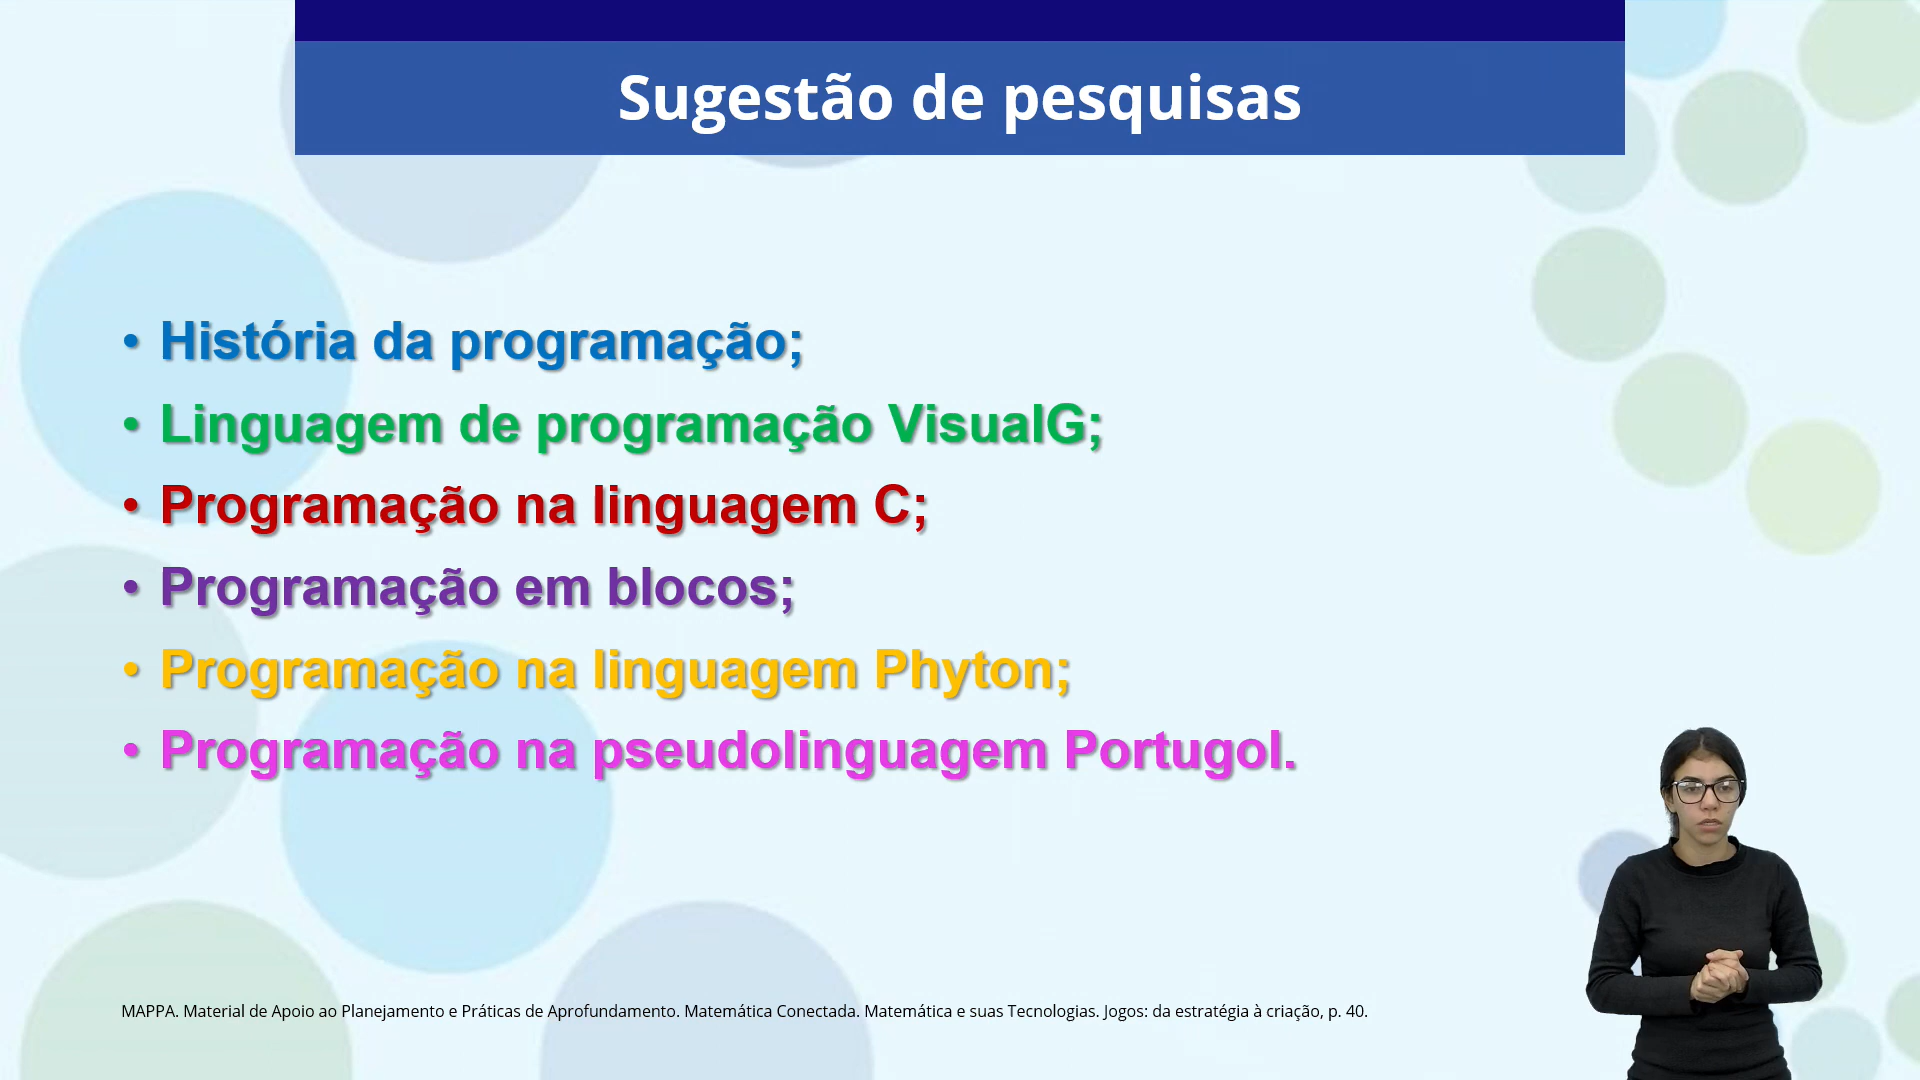 Sugestão de pesquisas
• História da programação;
• Linguagem de programação VisualG;
• Programação na linguagem C;
• Programação em blocos;
• Programação na linguagem Phyton;
• Programação na pseudolinguagem Portugol.
MAPPA. Material de Apoio ao Planejamento e Práticas de Aprofundamento. Matemática Conectada. Matemática e suas Tecnologias. Jogos: da estratégia à criação, p. 40.